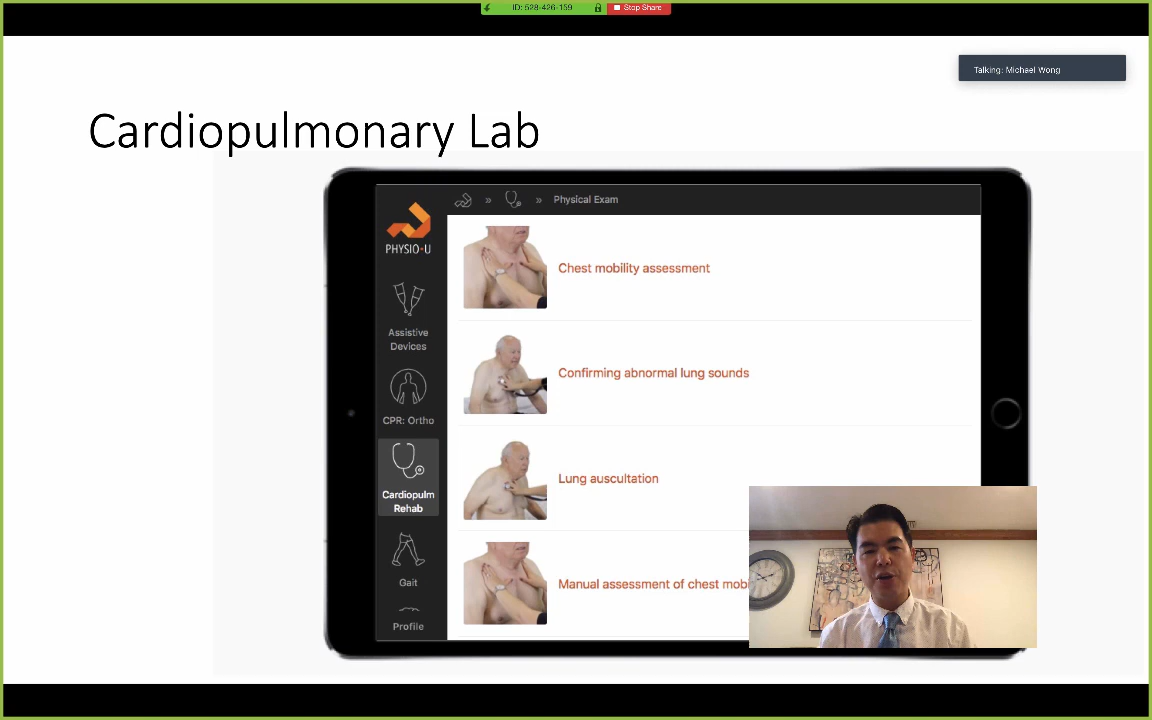 ID: 528-426-159
Stop Share
Talking: Michael Wong
Cardiopulmonary Lab
» » Physical Exam
PHYSIO•U
Chest mobility assessment
Assistive
Devices
Confirming abnormal lung sounds
CPR: Ortho
Lung auscultation
Cardiopulm
Rehab
Manual assessment of chest mob
Gait
Profile